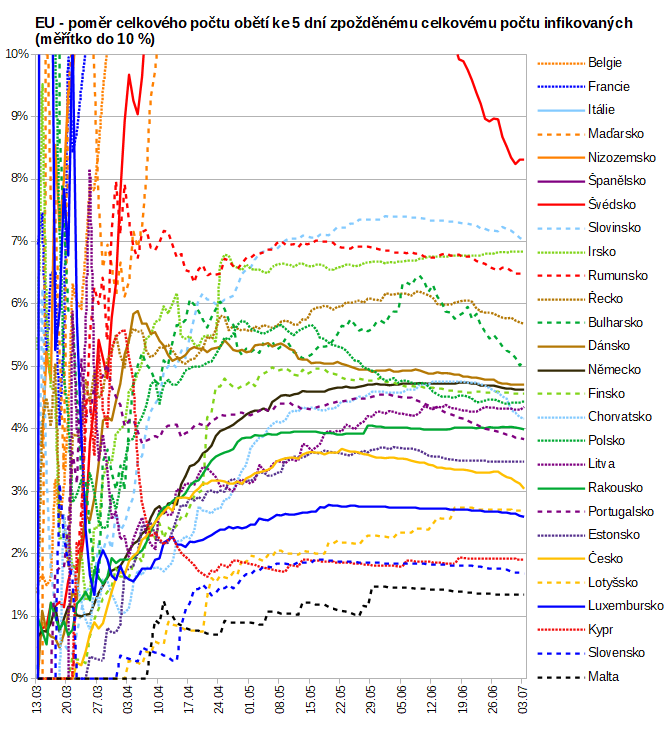 EU - poměr celkového počtu obětí ke 5 dní zpožděnému celkovému počtu infikovaných
(měřítko do 10 %)
10%
9%
8%
7%
6%
5%
4%
3%
2%
1%
0%
13.03
20.03
27.03
03.04
10.04
17.04
24.04
01.05
08.05
15.05
22.05
29.05
05.06
12.06
19.06
26.06
03.07
Belgie
Francie
Itálie
Maďarsko
Nizozemsko
Španělsko
Švédsko
Slovinsko
Irsko
Rumunsko
Řecko
Bulharsko
Dánsko
Německo
Finsko
Chorvatsko
Polsko
Litva
Rakousko
Portugalsko
Estonsko
Česko
Lotyšsko
Luxembursko
Kypr
Slovensko
Malta